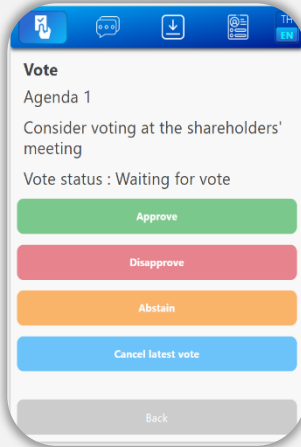 TH
EN
Vote
Agenda 1
Consider voting at the shareholders'
meeting
Vote status : Waiting for vote
Approve
Disapprove
Abstain
Cancel latest vote
Back